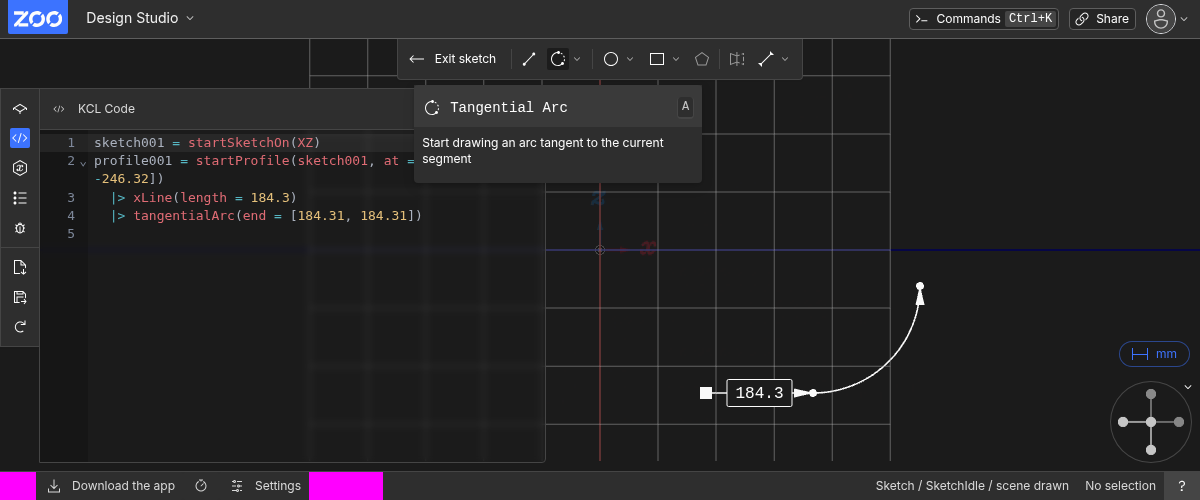 ZOO
Design Studio
Commands Ctrl+K
Share
Exit sketch
KCL Code
Tangential Arc A
Start drawing an arc tangent to the current
segment
1 sketch001 = startSketchOn(XZ)
2 profile001 = startProfile(sketch001, at =
-246.32])
3 |> xLine(length = 184.3)
4 |> tangentialArc(end = [184.31, 184.31])
5
z
x
184.3
mm
Download the app
Settings
Sketch / SketchIdle / scene drawn
No selection
?